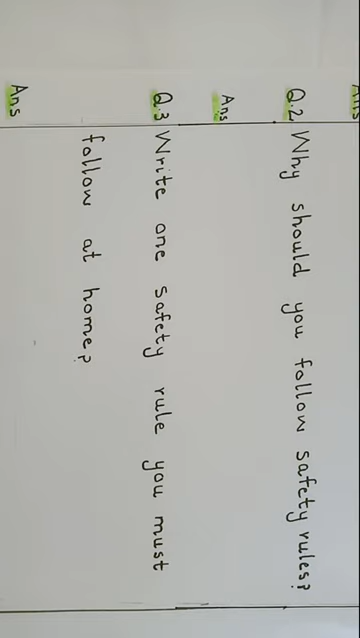 Ans
Q.2 Why should you follow safety rules?
Ans
Q.3 Write one safety rule you must
follow at home?
Ans